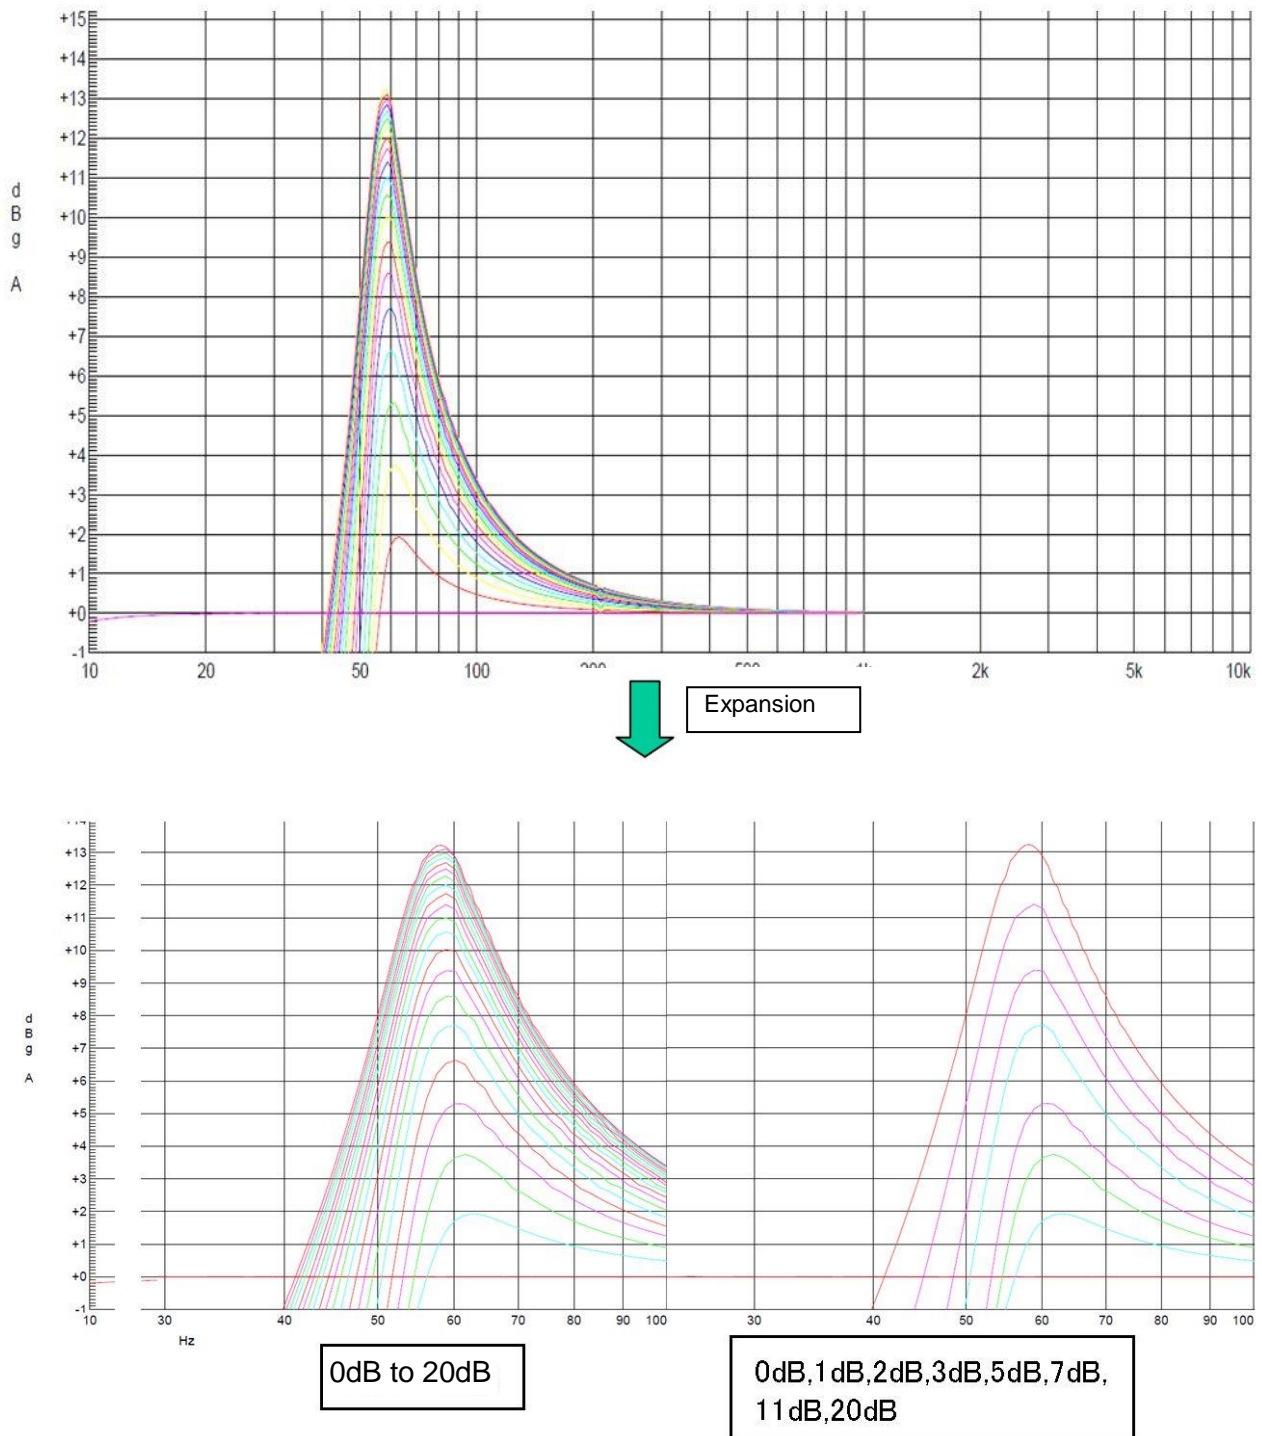 +15
+14
+13
+12
+11
+10
+9
+8
+7
+6
+5
+4
+3
+2
+1
+0
-1
d
B
g
A
10 20 50 100 1k 2k 5k 10k
Expansion
+13
+12
+11
+10
+9
+8
+7
+6
+5
+4
+3
+2
+1
+0
-1
d
B
g
A
10 30 40 50 60 70 80 90 100 30 40 50 60 70 80 90 100
Hz
0dB to 20dB
0dB,1dB,2dB,3dB,5dB,7dB,
11dB,20dB